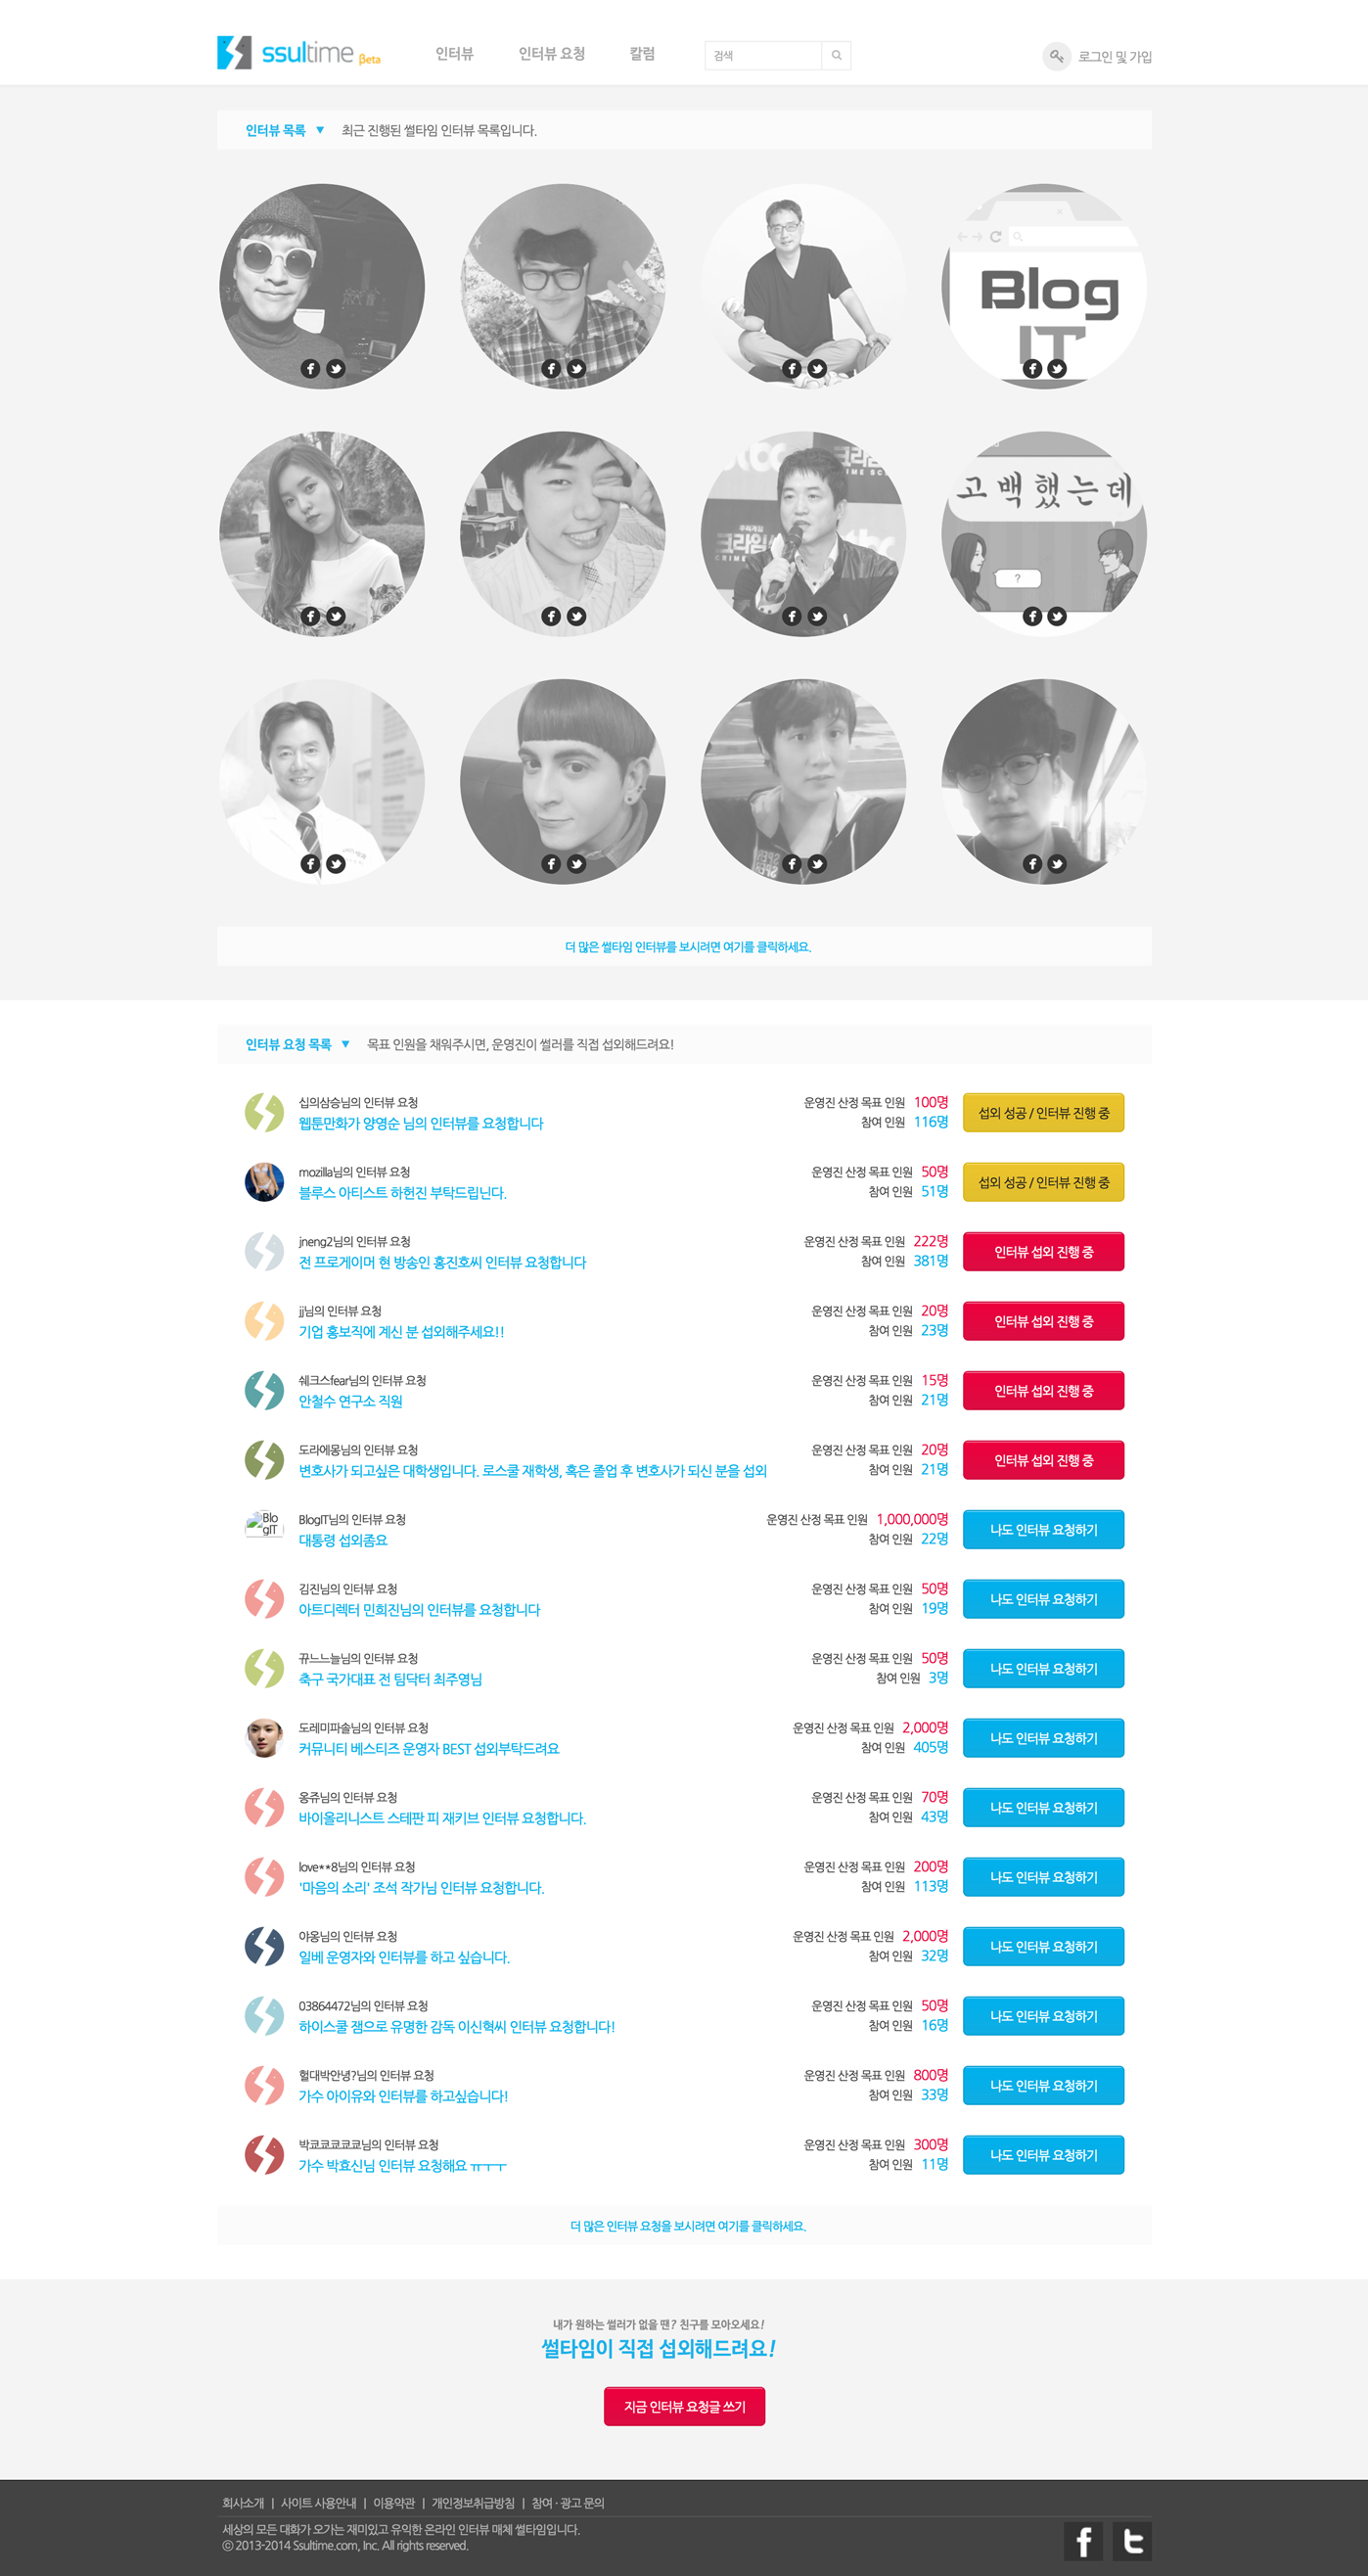 ssultime βeta
인터뷰
인터뷰 요청
칼럼
검색
로그인 및 가입
인터뷰 목록 ▼ 최근 진행된 썰타임 인터뷰 목록입니다.
Blog
IT
크라임
CRIME
고백했는데
?
더 많은 썰타임 인터뷰를 보시려면 여기를 클릭하세요.
인터뷰 요청 목록 ▼ 목표 인원을 채워주시면, 운영진이 썰러를 직접 섭외해드려요!
십의삼승님의 인터뷰 요청 운영진 산정 목표 인원 100명
웹툰만화가 양영순 님의 인터뷰를 요청합니다 참여 인원 116명
섭외 성공 / 인터뷰 진행 중
mozilla님의 인터뷰 요청 운영진 산정 목표 인원 50명
블루스 아티스트 하헌진 부탁드립닌다. 참여 인원 51명
섭외 성공 / 인터뷰 진행 중
jneng2님의 인터뷰 요청 운영진 산정 목표 인원 222명
전 프로게이머 현 방송인 홍진호씨 인터뷰 요청합니다 참여 인원 381명
인터뷰 섭외 진행 중
jj님의 인터뷰 요청 운영진 산정 목표 인원 20명
기업 홍보직에 계신 분 섭외해주세요!! 참여 인원 23명
인터뷰 섭외 진행 중
쉐크스fear님의 인터뷰 요청 운영진 산정 목표 인원 15명
안철수 연구소 직원 참여 인원 21명
인터뷰 섭외 진행 중
도라에몽님의 인터뷰 요청 운영진 산정 목표 인원 20명
변호사가 되고싶은 대학생입니다. 로스쿨 재학생, 혹은 졸업 후 변호사가 되신 분을 섭외 참여 인원 21명
인터뷰 섭외 진행 중
Blo
gIT
BlogIT님의 인터뷰 요청 운영진 산정 목표 인원 1,000,000명
대통령 섭외좀요 참여 인원 22명
나도 인터뷰 요청하기
김진님의 인터뷰 요청 운영진 산정 목표 인원 50명
아트디렉터 민희진님의 인터뷰를 요청합니다 참여 인원 19명
나도 인터뷰 요청하기
뀨느느늘님의 인터뷰 요청 운영진 산정 목표 인원 50명
축구 국가대표 전 팀닥터 최주영님 참여 인원 3명
나도 인터뷰 요청하기
도레미파솔님의 인터뷰 요청 운영진 산정 목표 인원 2,000명
커뮤니티 베스티즈 운영자 BEST 섭외부탁드려요 참여 인원 405명
나도 인터뷰 요청하기
옹쥬님의 인터뷰 요청 운영진 산정 목표 인원 70명
바이올리니스트 스테판 피 재키브 인터뷰 요청합니다. 참여 인원 43명
나도 인터뷰 요청하기
love**8님의 인터뷰 요청 운영진 산정 목표 인원 200명
'마음의 소리' 조석 작가님 인터뷰 요청합니다. 참여 인원 113명
나도 인터뷰 요청하기
야옹님의 인터뷰 요청 운영진 산정 목표 인원 2,000명
일베 운영자와 인터뷰를 하고 싶습니다. 참여 인원 32명
나도 인터뷰 요청하기
03864472님의 인터뷰 요청 운영진 산정 목표 인원 50명
하이스쿨 잼으로 유명한 감독 이신혁씨 인터뷰 요청합니다! 참여 인원 16명
나도 인터뷰 요청하기
헐대박안녕?님의 인터뷰 요청 운영진 산정 목표 인원 800명
가수 아이유와 인터뷰를 하고싶습니다! 참여 인원 33명
나도 인터뷰 요청하기
박쿄쿄쿄쿄쿄님의 인터뷰 요청 운영진 산정 목표 인원 300명
가수 박효신님 인터뷰 요청해요 ㅠㅜㅜ 참여 인원 11명
나도 인터뷰 요청하기
더 많은 인터뷰 요청을 보시려면 여기를 클릭하세요.
내가 원하는 썰러가 없을 땐? 친구를 모아오세요!
썰타임이 직접 섭외해드려요!
지금 인터뷰 요청글 쓰기
회사소개 | 사이트 사용안내 | 이용약관 | 개인정보취급방침 | 참여 · 광고 문의
세상의 모든 대화가 오가는 재미있고 유익한 온라인 인터뷰 매체 썰타임입니다.
ⓒ 2013-2014 Ssultime.com, Inc. All rights reserved.